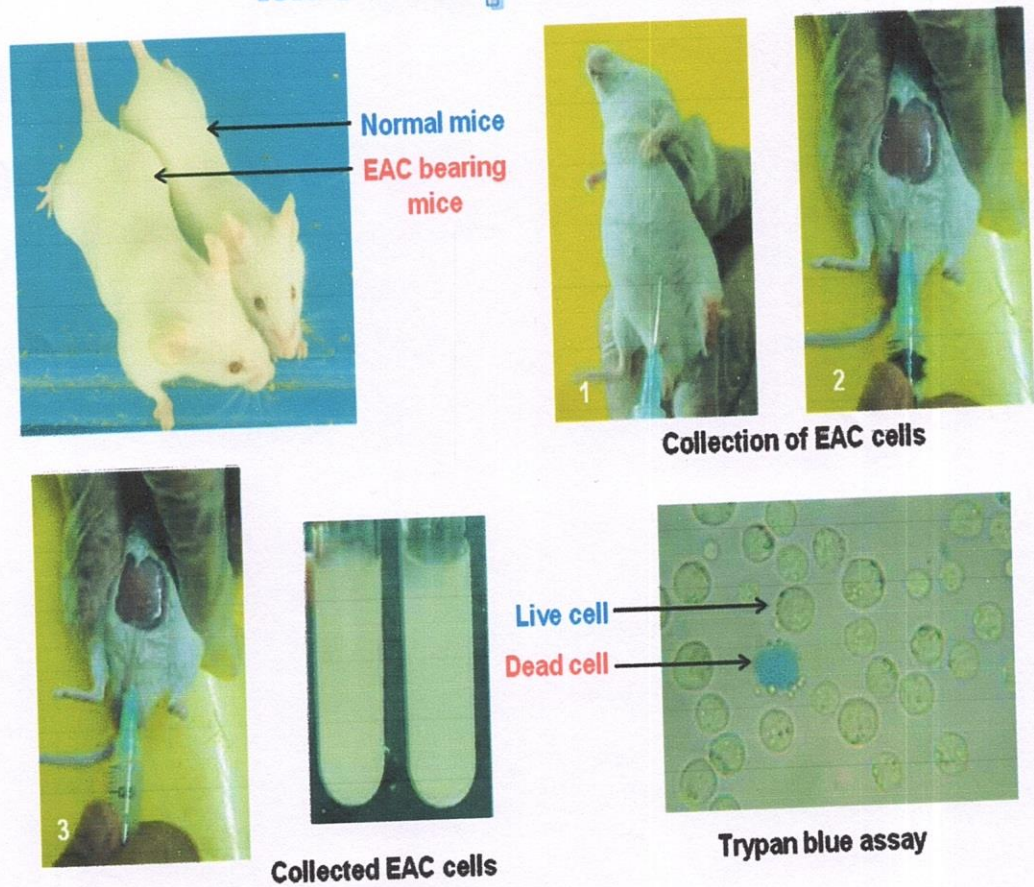 Normal mice
EAC bearing
mice
1
2
Collection of EAC cells
3
Live cell
Dead cell
Collected EAC cells
Trypan blue assay